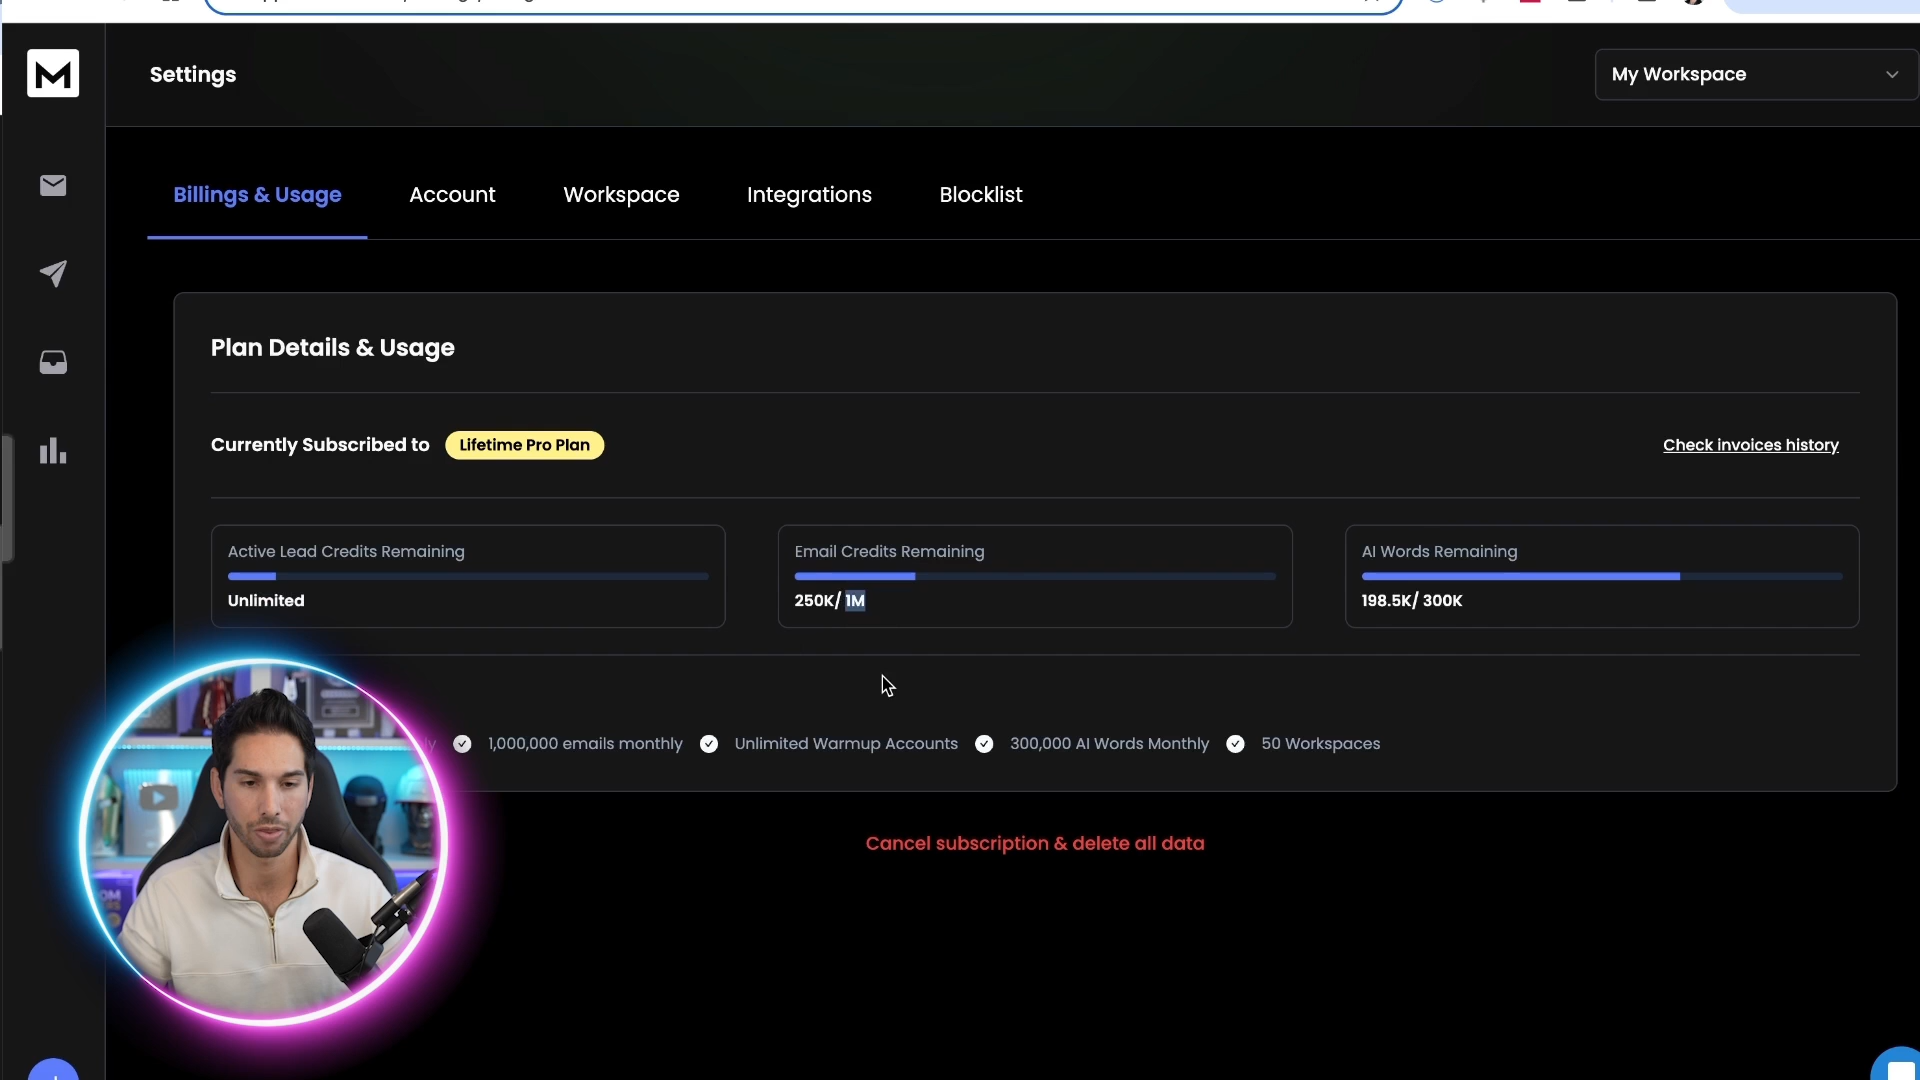 M
Settings
My Workspace
Billings & Usage
Account
Workspace
Integrations
Blocklist
Plan Details & Usage
Currently Subscribed to
Lifetime Pro Plan
Check invoices history
Active Lead Credits Remaining
Unlimited
Email Credits Remaining
250K/ 1M
AI Words Remaining
198.5K/ 300K
1,000,000 emails monthly
Unlimited Warmup Accounts
300,000 AI Words Monthly
50 Workspaces
Cancel subscription & delete all data